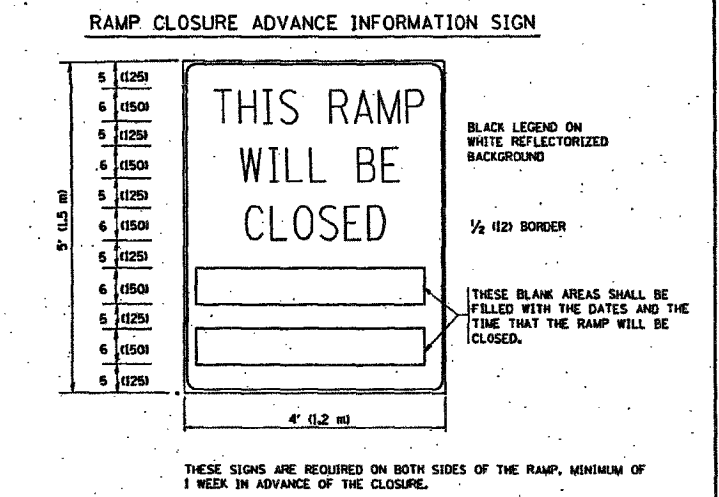 RAMP CLOSURE ADVANCE INFORMATION SIGN
5 (125)
6 (150)
5 (125)
6 (150)
5 (125)
6 (150)
5 (125)
6 (150)
5 (125)
6 (150)
5 (125)
5' (1.5 m)
THIS RAMP
WILL BE
CLOSED
4' (1.2 m)
BLACK LEGEND ON
WHITE REFLECTORIZED
BACKGROUND
1/2 (12) BORDER
THESE BLANK AREAS SHALL BE
FILLED WITH THE DATES AND THE
TIME THAT THE RAMP WILL BE
CLOSED.
THESE SIGNS ARE REQUIRED ON BOTH SIDES OF THE RAMP, MINIMUM OF
1 WEEK IN ADVANCE OF THE CLOSURE.